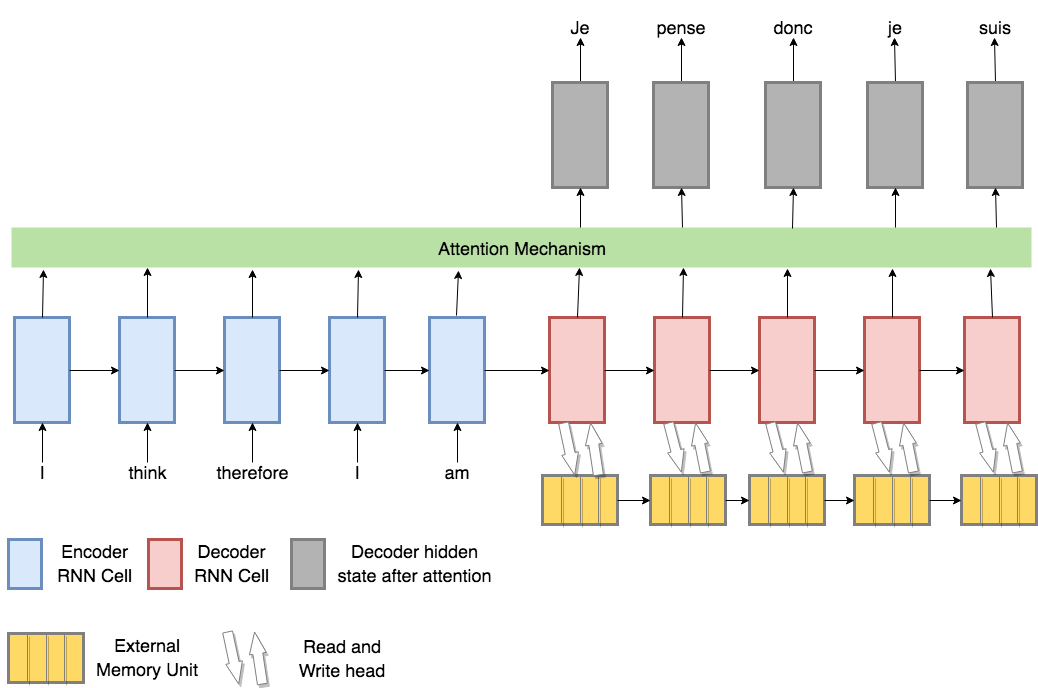 Je pense donc je suis
Attention Mechanism
I think therefore I am
Encoder
RNN Cell
Decoder
RNN Cell
Decoder hidden
state after attention
External
Memory Unit
Read and
Write head